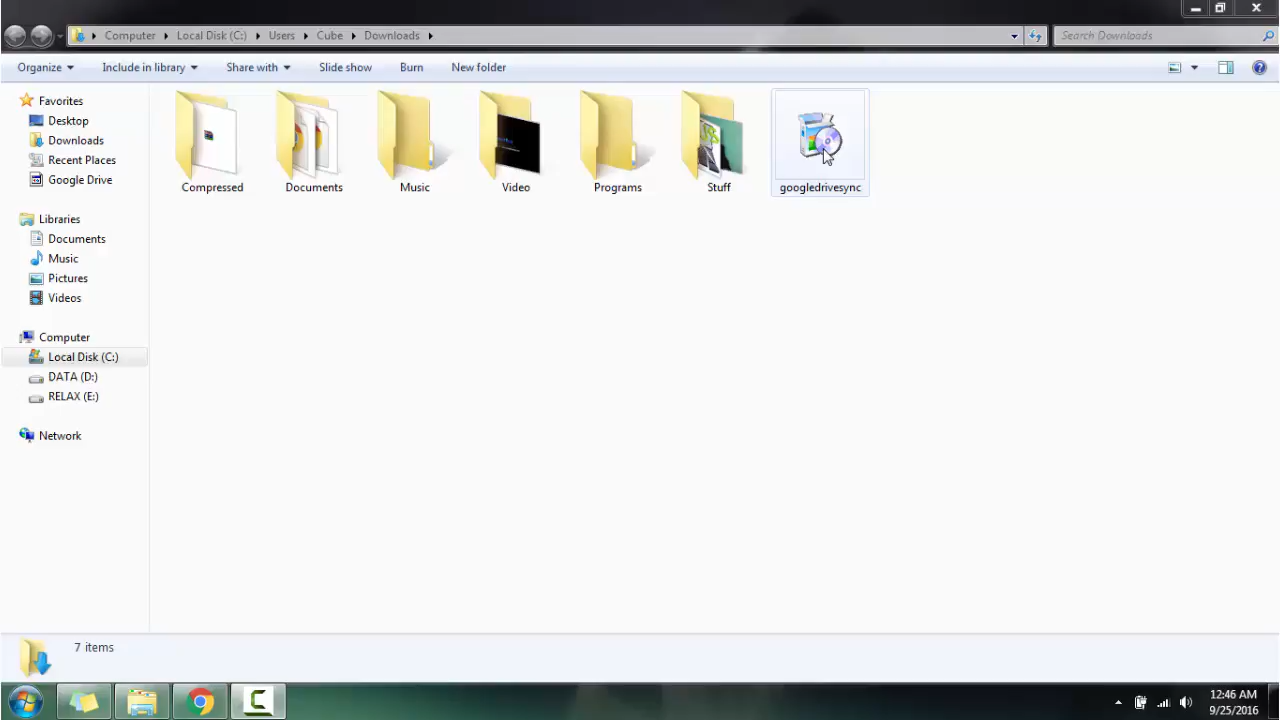 Computer Local Disk (C:) Users Cube Downloads
Search Downloads
Organize Include in library Share with Slide show Burn New folder
Favorites
Desktop
Downloads
Recent Places
Google Drive
Libraries
Documents
Music
Pictures
Videos
Computer
Local Disk (C:)
DATA (D:)
RELAX (E:)
Network
Compressed
Documents
Music
Video
Programs
Stuff
googledrivesync
7 items
12:46 AM
9/25/2016